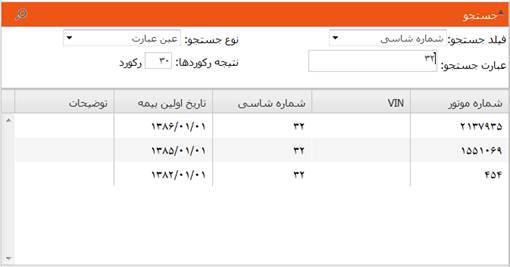 جستجو
فیلد جستجو: شماره شاسی نوع جستجو: عین عبارت
عبارت جستجو: ۳۲ نتیجه رکوردها: ۳۰ رکورد
شماره موتور VIN شماره شاسی تاریخ اولین بیمه توضیحات
۲۱۳۷۹۳۵ ۳۲ ۱۳۸۶/۰۱/۰۱
۱۵۵۱۰۶۹ ۳۲ ۱۳۸۵/۰۱/۰۱
۴۵۴ ۳۲ ۱۳۸۲/۰۱/۰۱